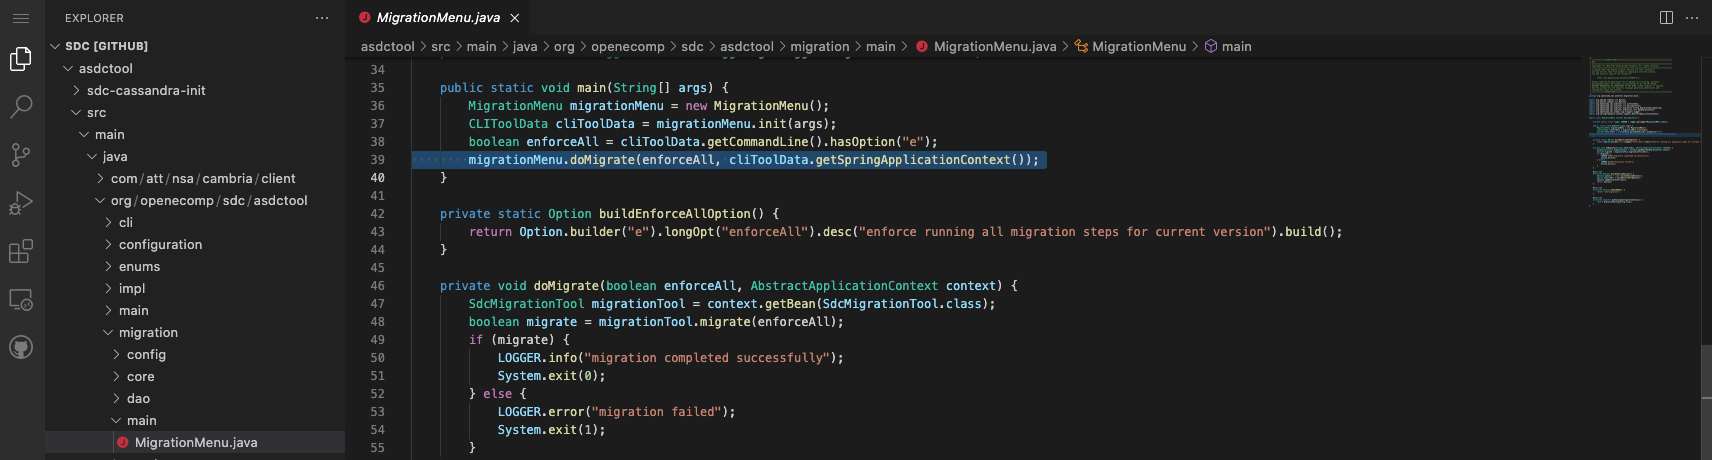 EXPLORER
SDC [GITHUB]
asdctool
sdc-cassandra-init
src
main
java
com/att/nsa/cambria/client
org/openecomp/sdc/asdctool
cli
configuration
enums
impl
main
migration
config
core
dao
main
MigrationMenu.java
MigrationMenu.java
asdctool > src > main > java > org > openecomp > sdc > asdctool > migration > main > MigrationMenu.java > MigrationMenu > main
34
35 public static void main(String[] args) {
36 MigrationMenu migrationMenu = new MigrationMenu();
37 CLIToolData cliToolData = migrationMenu.init(args);
38 boolean enforceAll = cliToolData.getCommandLine().hasOption("e");
39 migrationMenu.doMigrate(enforceAll, cliToolData.getSpringApplicationContext());
40 }
41
42 private static Option buildEnforceAllOption() {
43 return Option.builder("e").longOpt("enforceAll").desc("enforce running all migration steps for current version").build();
44 }
45
46 private void doMigrate(boolean enforceAll, AbstractApplicationContext context) {
47 SdcMigrationTool migrationTool = context.getBean(SdcMigrationTool.class);
48 boolean migrate = migrationTool.migrate(enforceAll);
49 if (migrate) {
50 LOGGER.info("migration completed successfully");
51 System.exit(0);
52 } else {
53 LOGGER.error("migration failed");
54 System.exit(1);
55 }